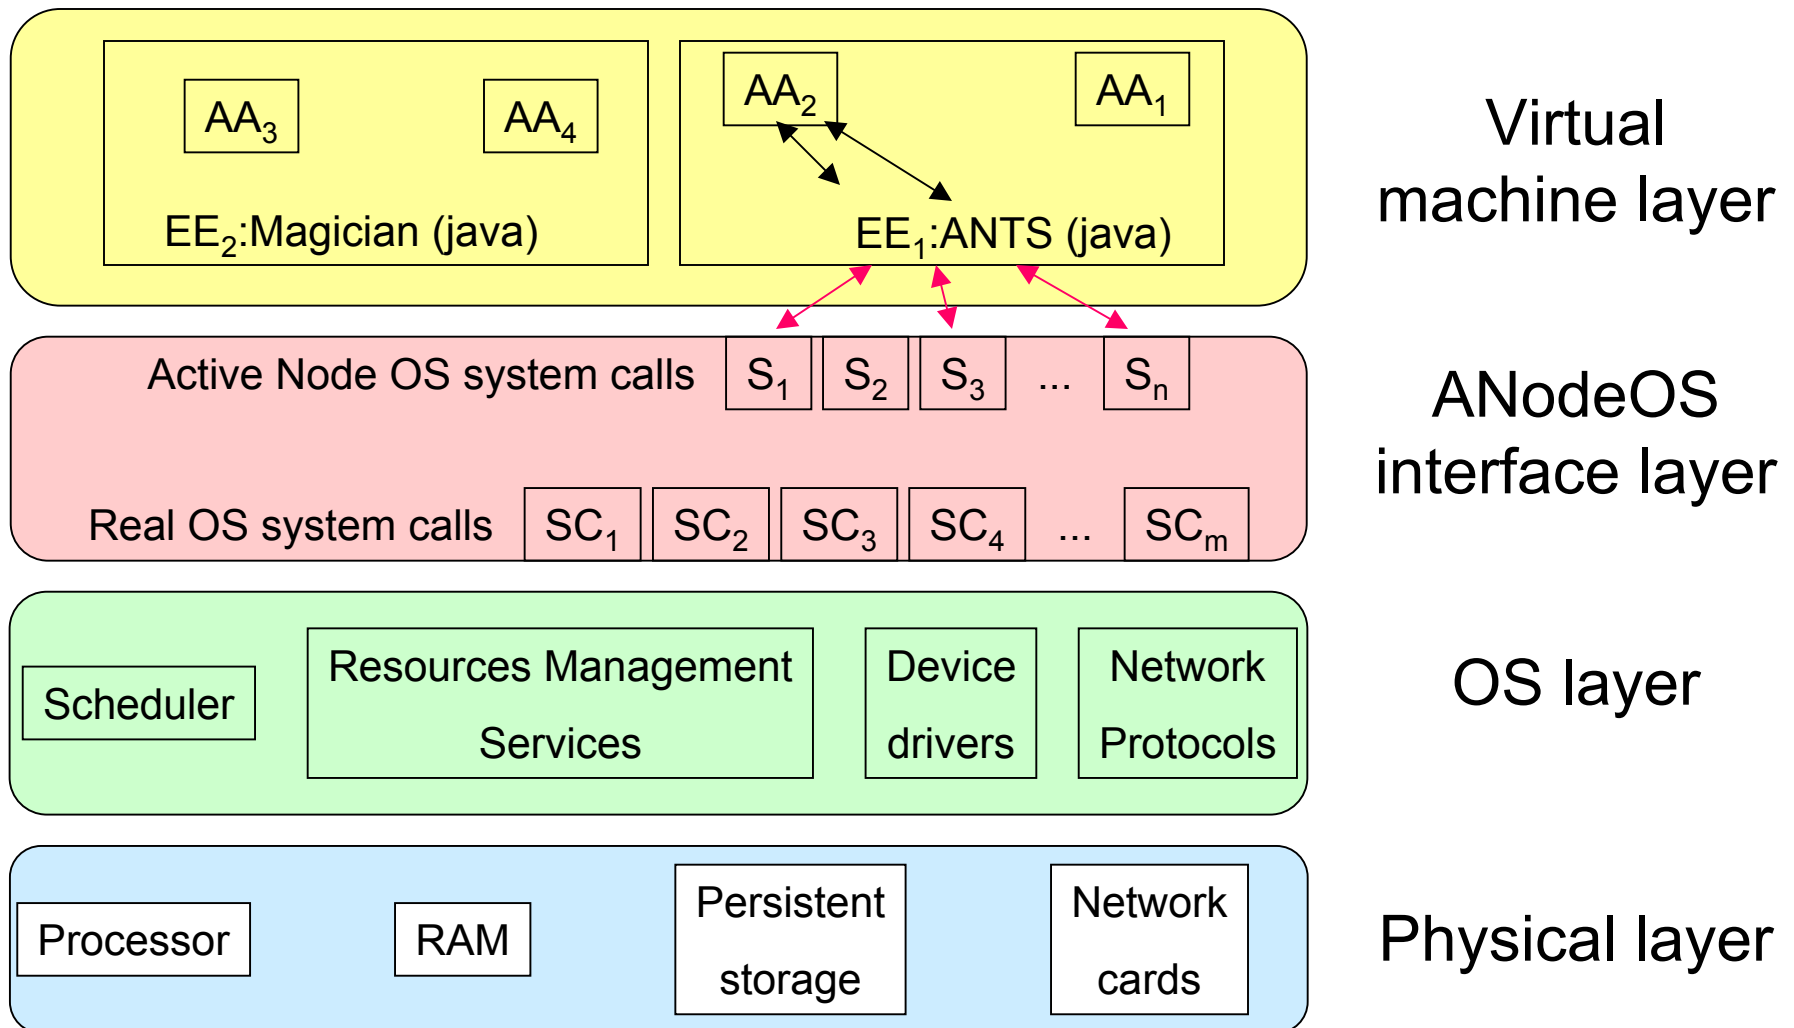 AA₃
AA₄
EE₂:Magician (java)
AA₂
AA₁
EE₁:ANTS (java)
Virtual
machine layer
Active Node OS system calls
S₁
S₂
S₃
...
Sₙ
Real OS system calls
SC₁
SC₂
SC₃
SC₄
...
SCₘ
ANodeOS
interface layer
Scheduler
Resources Management
Services
Device
drivers
Network
Protocols
OS layer
Processor
RAM
Persistent
storage
Network
cards
Physical layer